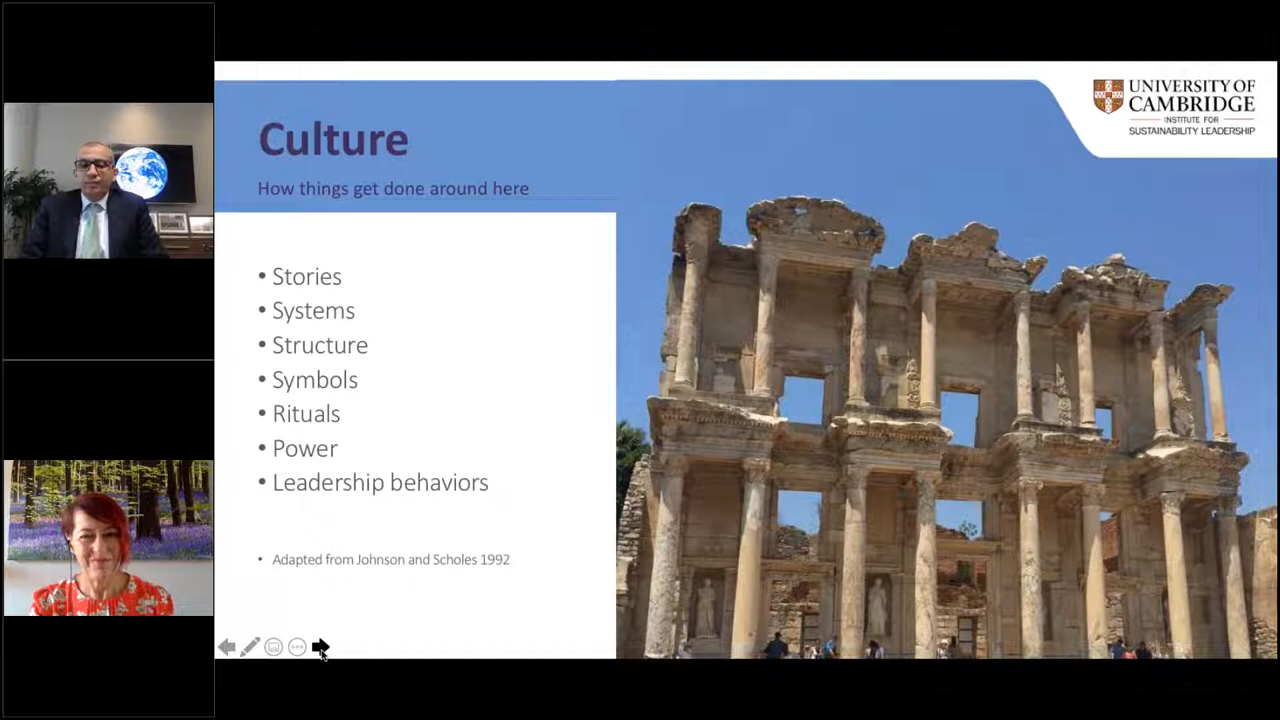 Culture
How things get done around here
UNIVERSITY OF
CAMBRIDGE
INSTITUTE FOR
SUSTAINABILITY LEADERSHIP
• Stories
• Systems
• Structure
• Symbols
• Rituals
• Power
• Leadership behaviors
• Adapted from Johnson and Scholes 1992